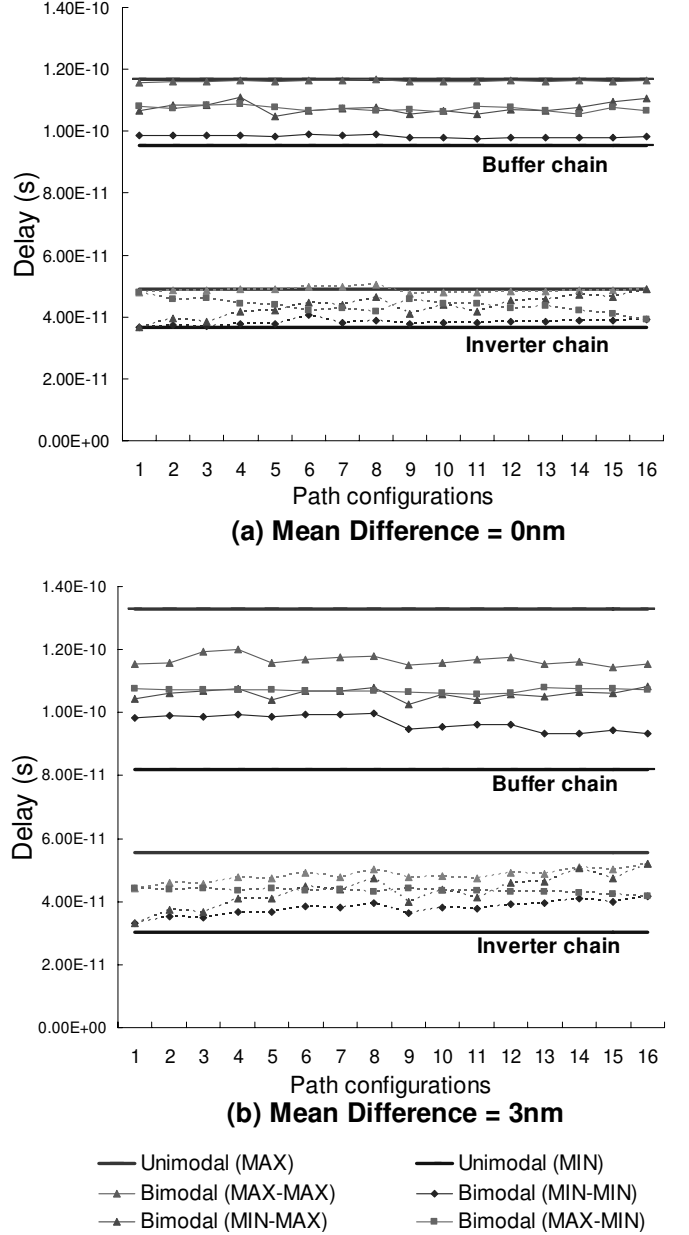 1.40E-10
1.20E-10
1.00E-10
8.00E-11
6.00E-11
4.00E-11
2.00E-11
0.00E+00
Delay (s)
Buffer chain
Inverter chain
1 2 3 4 5 6 7 8 9 10 11 12 13 14 15 16
Path configurations
(a) Mean Difference = 0nm
1.40E-10
1.20E-10
1.00E-10
8.00E-11
6.00E-11
4.00E-11
2.00E-11
0.00E+00
Delay (s)
Buffer chain
Inverter chain
1 2 3 4 5 6 7 8 9 10 11 12 13 14 15 16
Path configurations
(b) Mean Difference = 3nm
Unimodal (MAX) Unimodal (MIN)
Bimodal (MAX-MAX) Bimodal (MIN-MIN)
Bimodal (MIN-MAX) Bimodal (MAX-MIN)